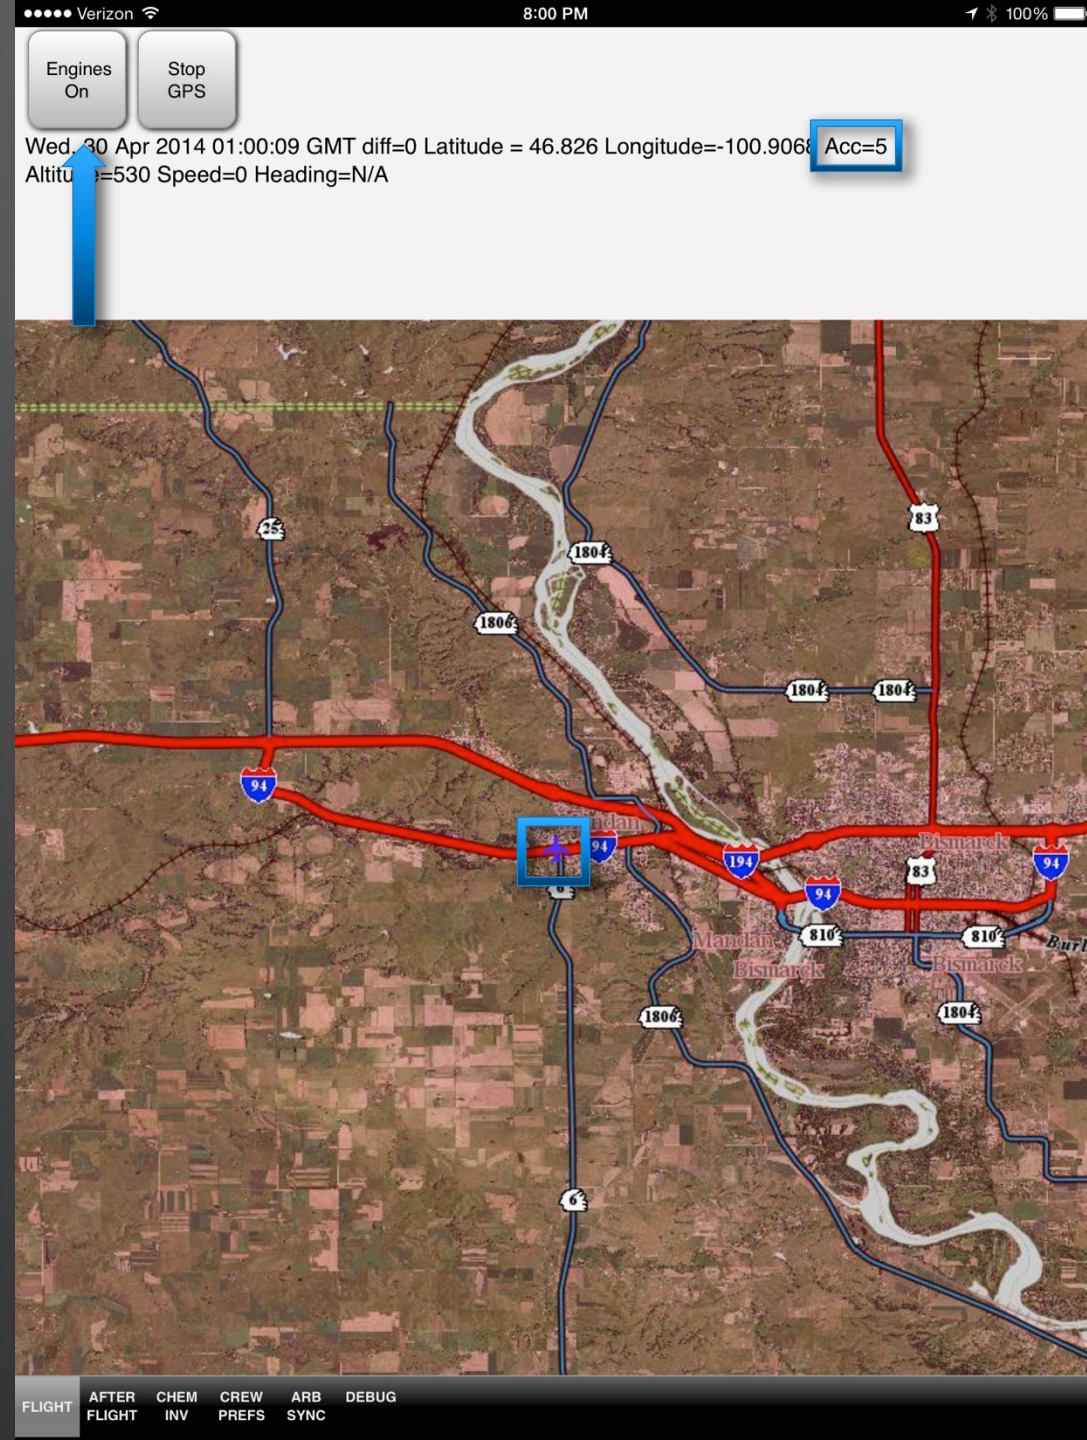 Verizon 8:00 PM 100%
Engines
On
Stop
GPS
Wed, 30 Apr 2014 01:00:09 GMT diff=0 Latitude = 46.826 Longitude=-100.9068 Acc=5
=530 Speed=0 Heading=N/A
25
83
1804
1806
1804 1804
94
94
194
Bismarck
83
94
94
6
810
810
Mandan
Bismarck
Bismarck
1806
1804
6
FLIGHT
AFTER
FLIGHT
CHEM
INV
CREW
PREFS
ARB
SYNC
DEBUG